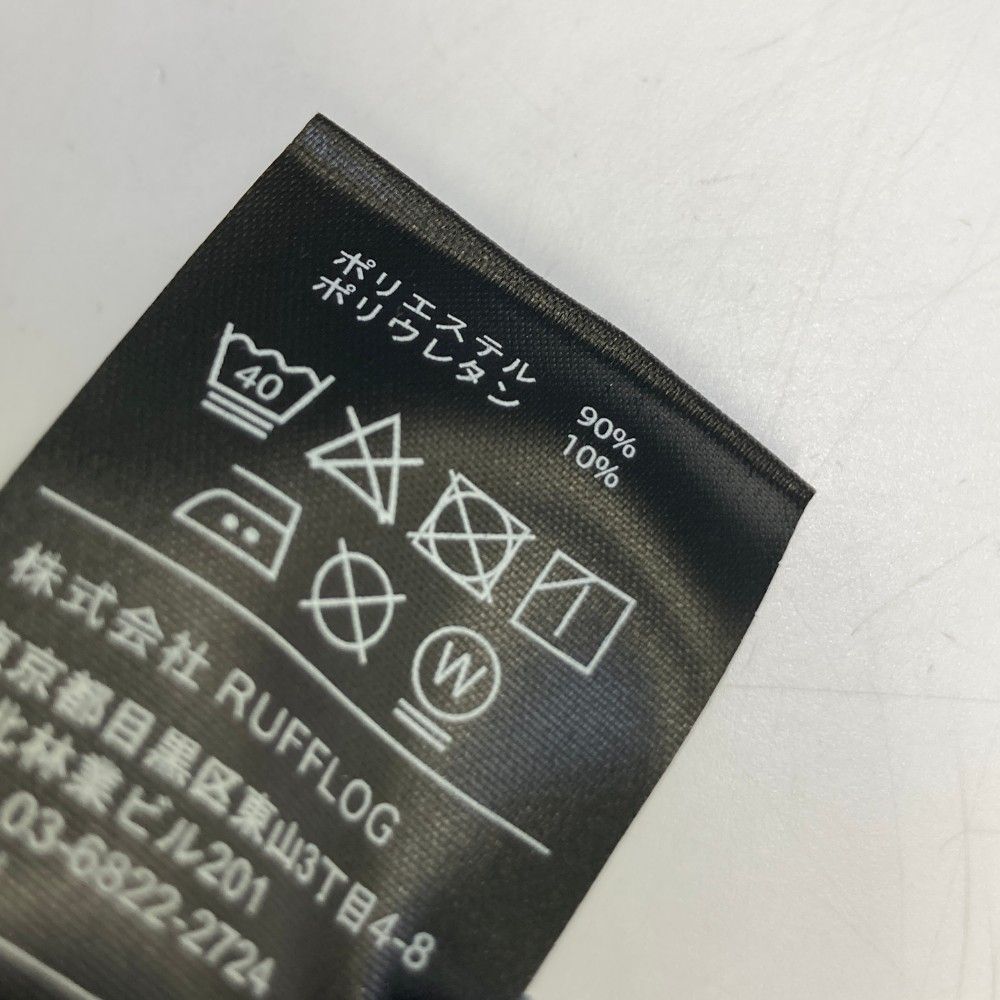 ポリエステル 90%
ポリウレタン 10%
40
W
株式会社 RUFFLOG
東京都目黒区東山3丁目4-8
北林業ビル201
03-6822-2724